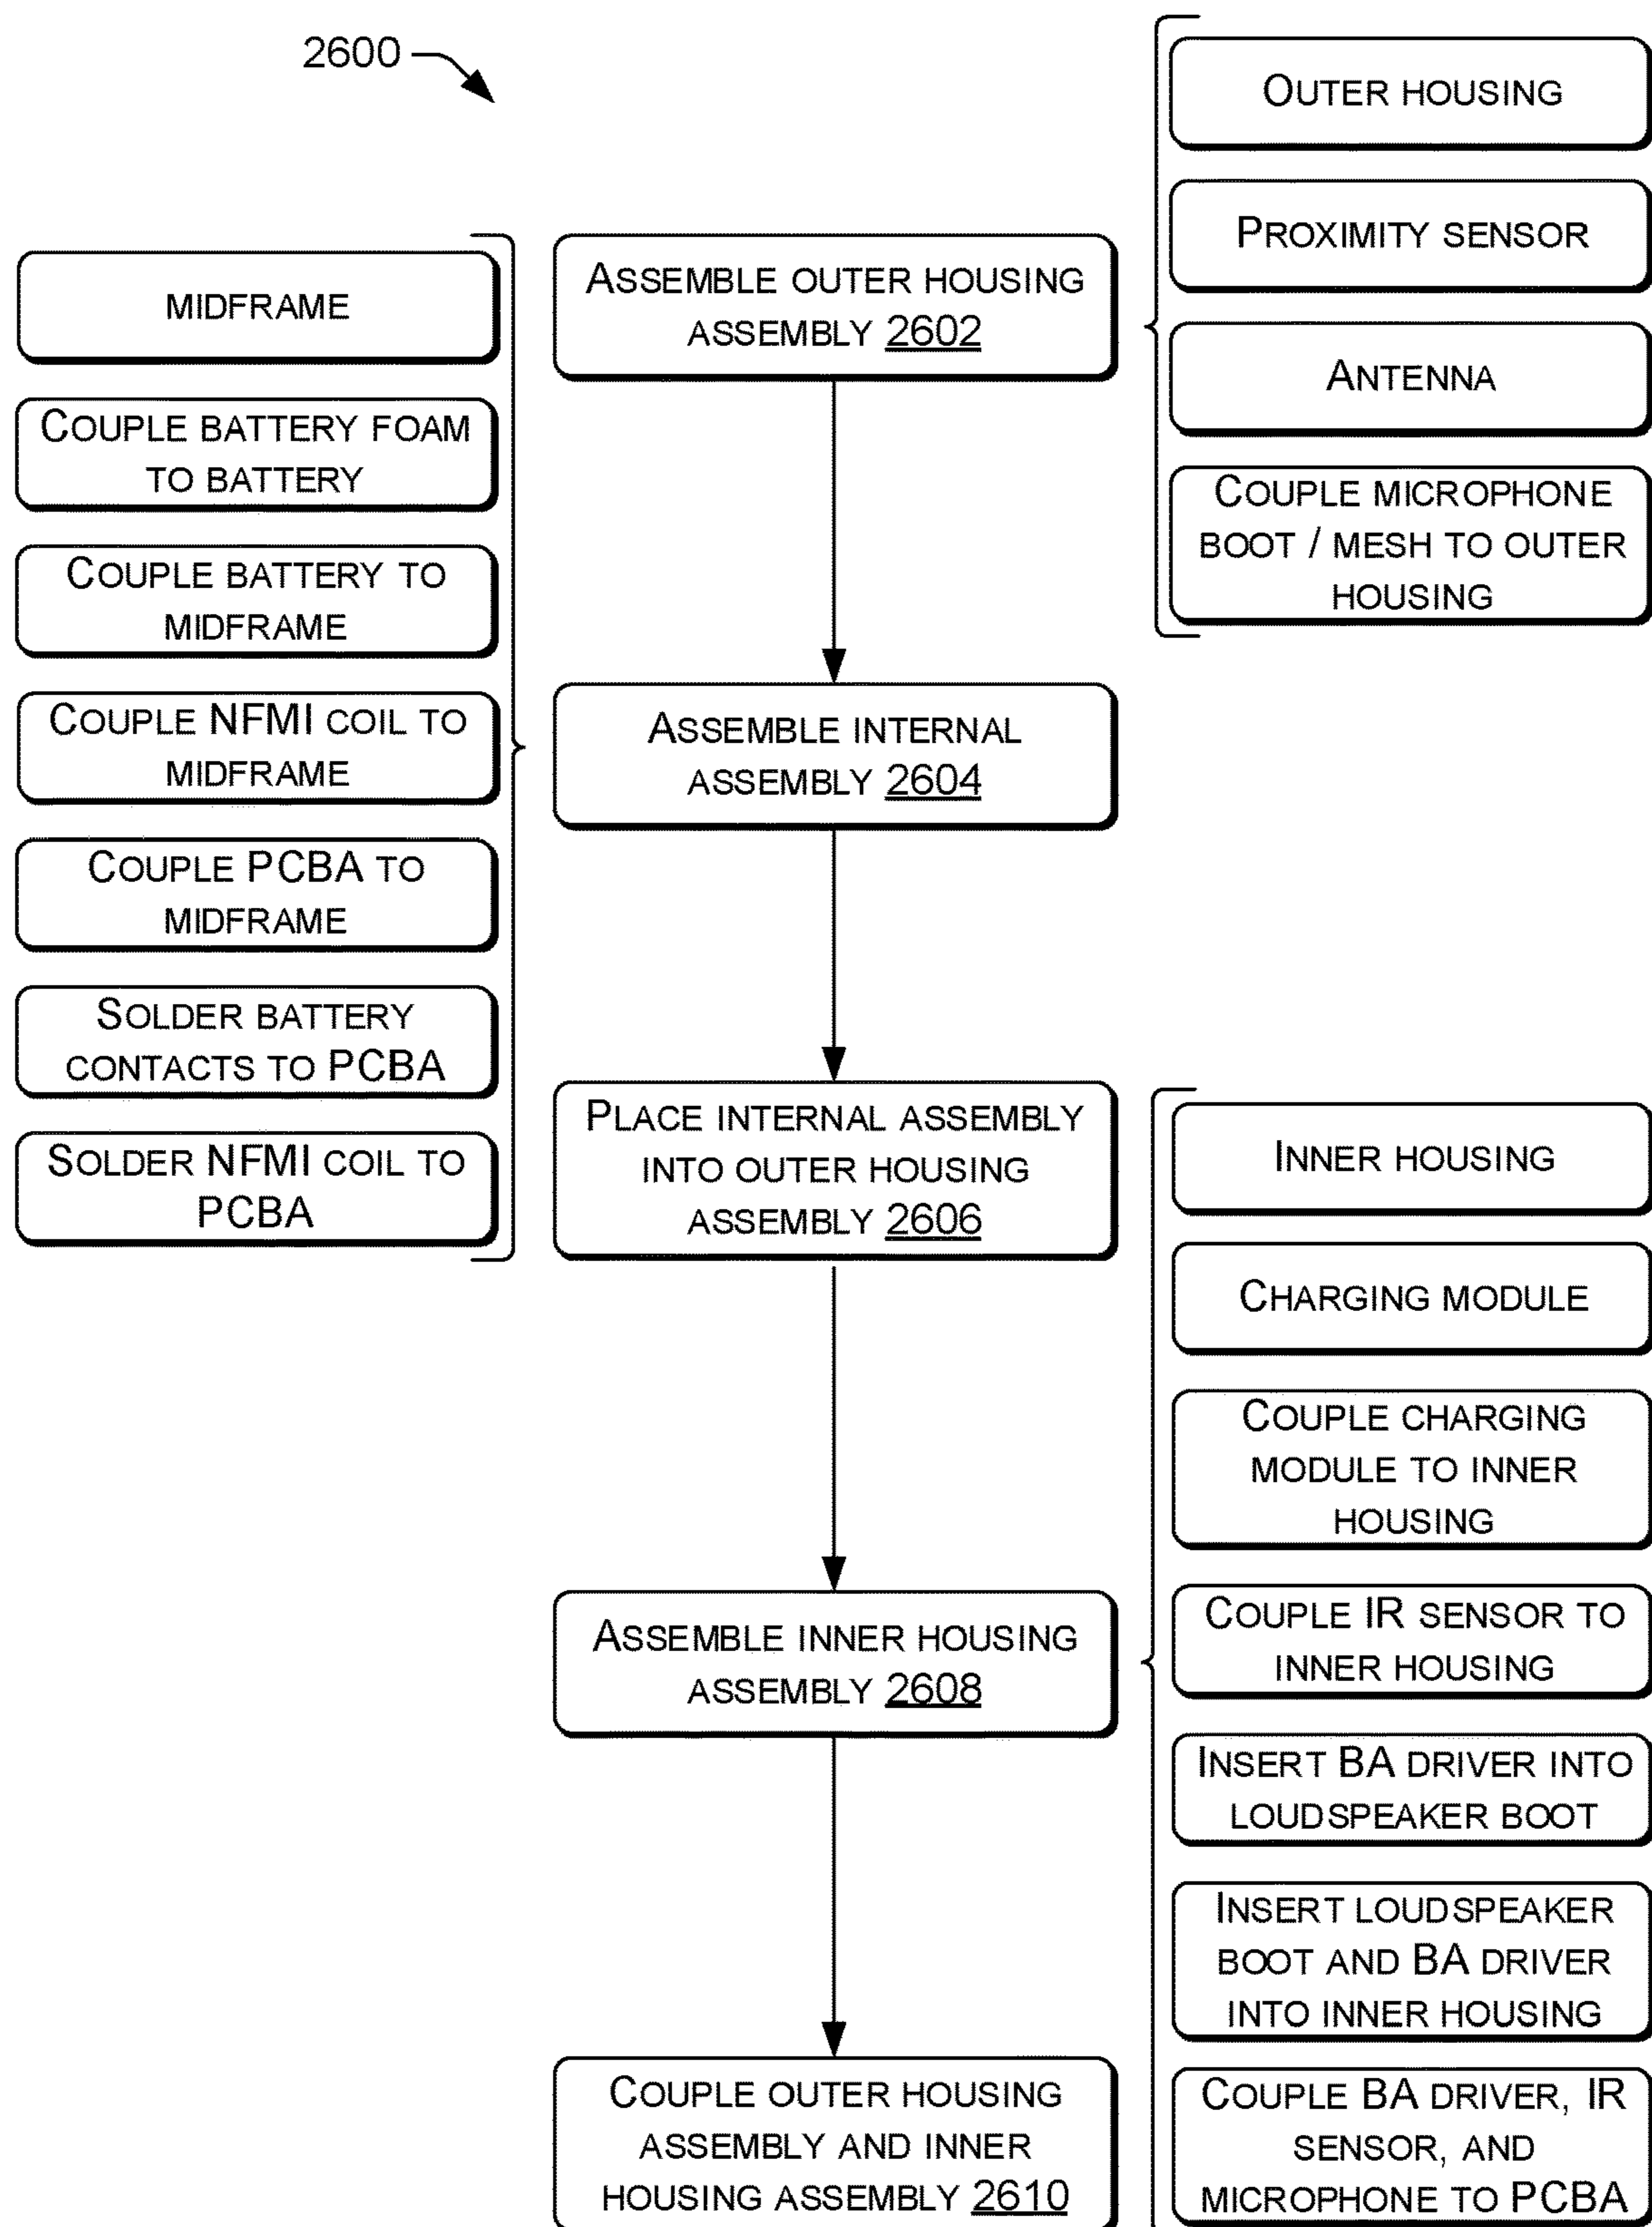 2600
OUTER HOUSING
PROXIMITY SENSOR
ANTENNA
COUPLE MICROPHONE
BOOT / MESH TO OUTER
HOUSING
ASSEMBLE OUTER HOUSING
ASSEMBLY 2602
MIDFRAME
COUPLE BATTERY FOAM
TO BATTERY
COUPLE BATTERY TO
MIDFRAME
COUPLE NFMI COIL TO
MIDFRAME
COUPLE PCBA TO
MIDFRAME
SOLDER BATTERY
CONTACTS TO PCBA
SOLDER NFMI COIL TO
PCBA
ASSEMBLE INTERNAL
ASSEMBLY 2604
PLACE INTERNAL ASSEMBLY
INTO OUTER HOUSING
ASSEMBLY 2606
INNER HOUSING
CHARGING MODULE
COUPLE CHARGING
MODULE TO INNER
HOUSING
COUPLE IR SENSOR TO
INNER HOUSING
INSERT BA DRIVER INTO
LOUDSPEAKER BOOT
INSERT LOUDSPEAKER
BOOT AND BA DRIVER
INTO INNER HOUSING
COUPLE BA DRIVER, IR
SENSOR, AND
MICROPHONE TO PCBA
ASSEMBLE INNER HOUSING
ASSEMBLY 2608
COUPLE OUTER HOUSING
ASSEMBLY AND INNER
HOUSING ASSEMBLY 2610